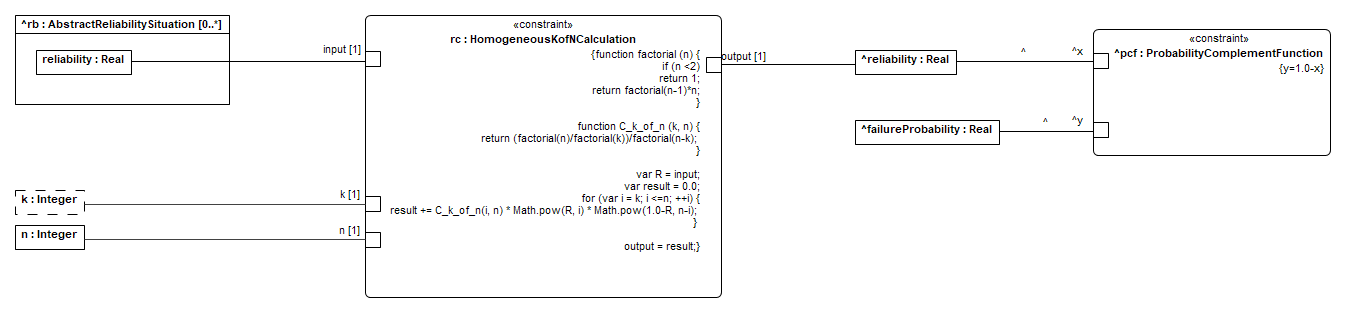 ^rb : AbstractReliabilitySituation [0..*]
reliability : Real
input [1]
k : Integer
k [1]
n : Integer
n [1]
«constraint»
rc : HomogeneousKofNCalculation
{function factorial (n) {
if (n <2)
return 1;
return factorial(n-1)*n;
}
function C_k_of_n (k, n) {
return (factorial(n)/factorial(k))/factorial(n-k);
}
var R = input;
var result = 0.0;
for (var i = k; i <=n; ++i) {
result += C_k_of_n(i, n) * Math.pow(R, i) * Math.pow(1.0-R, n-i);
}
output = result;}
output [1]
^reliability : Real
^
^x
^failureProbability : Real
^
^y
«constraint»
^pcf : ProbabilityComplementFunction
{y=1.0-x}